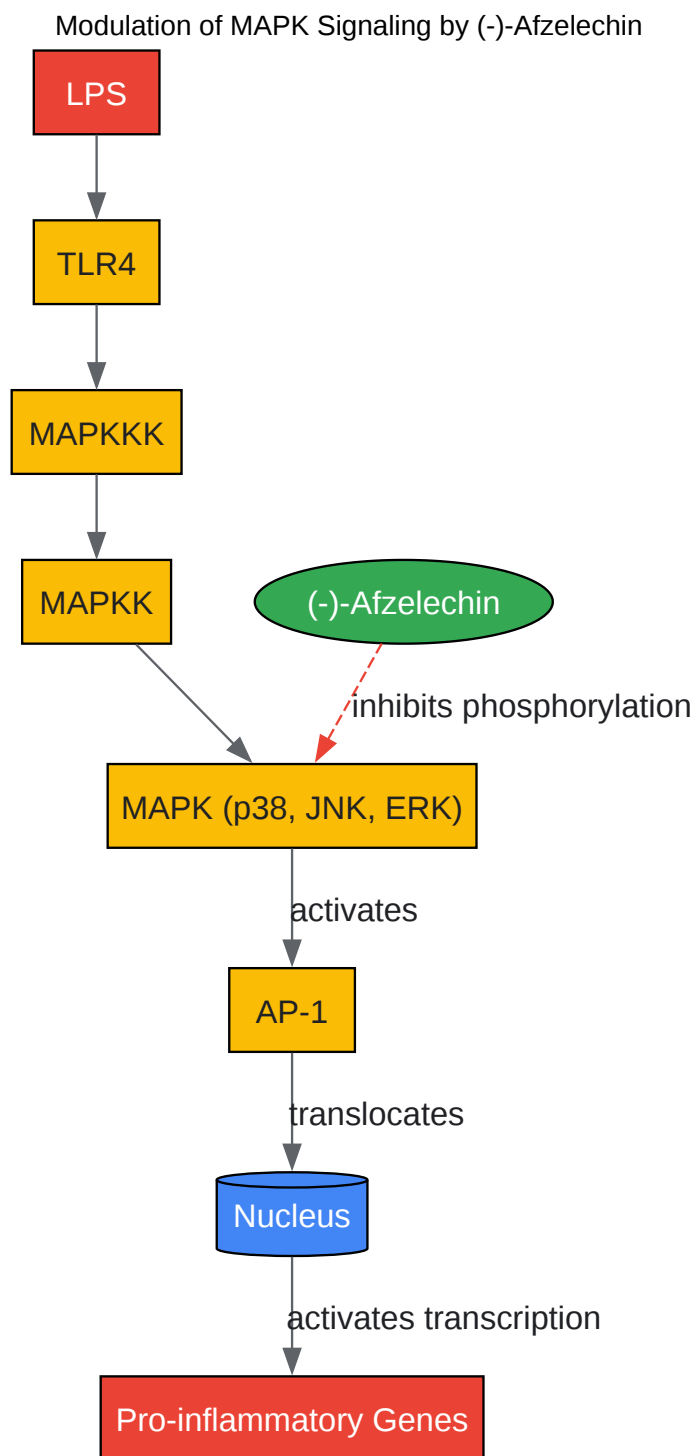 Modulation of MAPK Signaling by (-)-Afzelechin
LPS
TLR4
MAPKKK
MAPKK
(-)-Afzelechin
inhibits phosphorylation
MAPK (p38, JNK, ERK)
activates
AP-1
translocates
Nucleus
activates transcription
Pro-inflammatory Genes